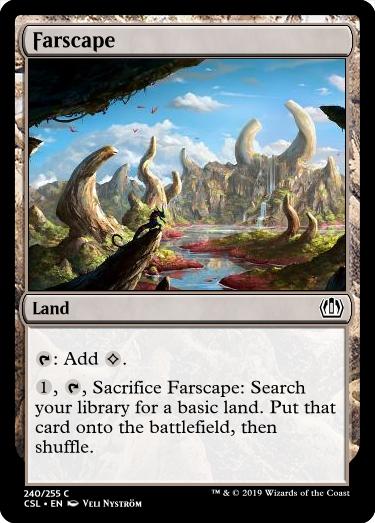 Farscape
Land
: Add .
1, , Sacrifice Farscape: Search
your library for a basic land. Put that
card onto the battlefield, then
shuffle.
240/255 C
CSL • EN Veli Nyström
™ & © 2019 Wizards of the Coast